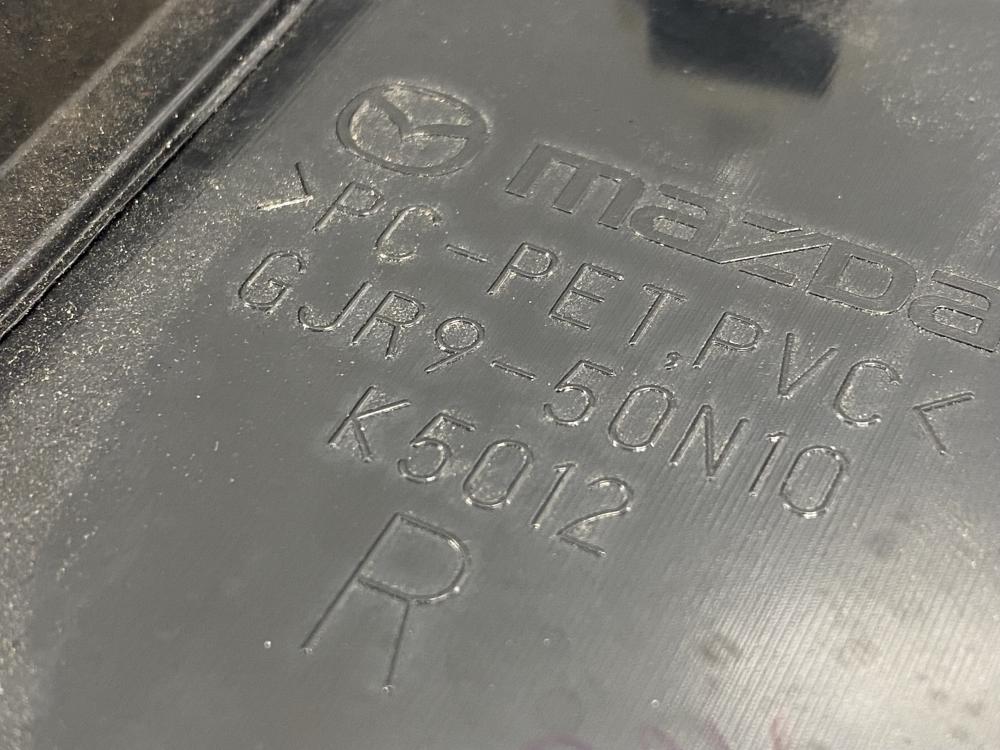 mazda
>PC-PET,PVC<
GJR9-50N10
K5012
R